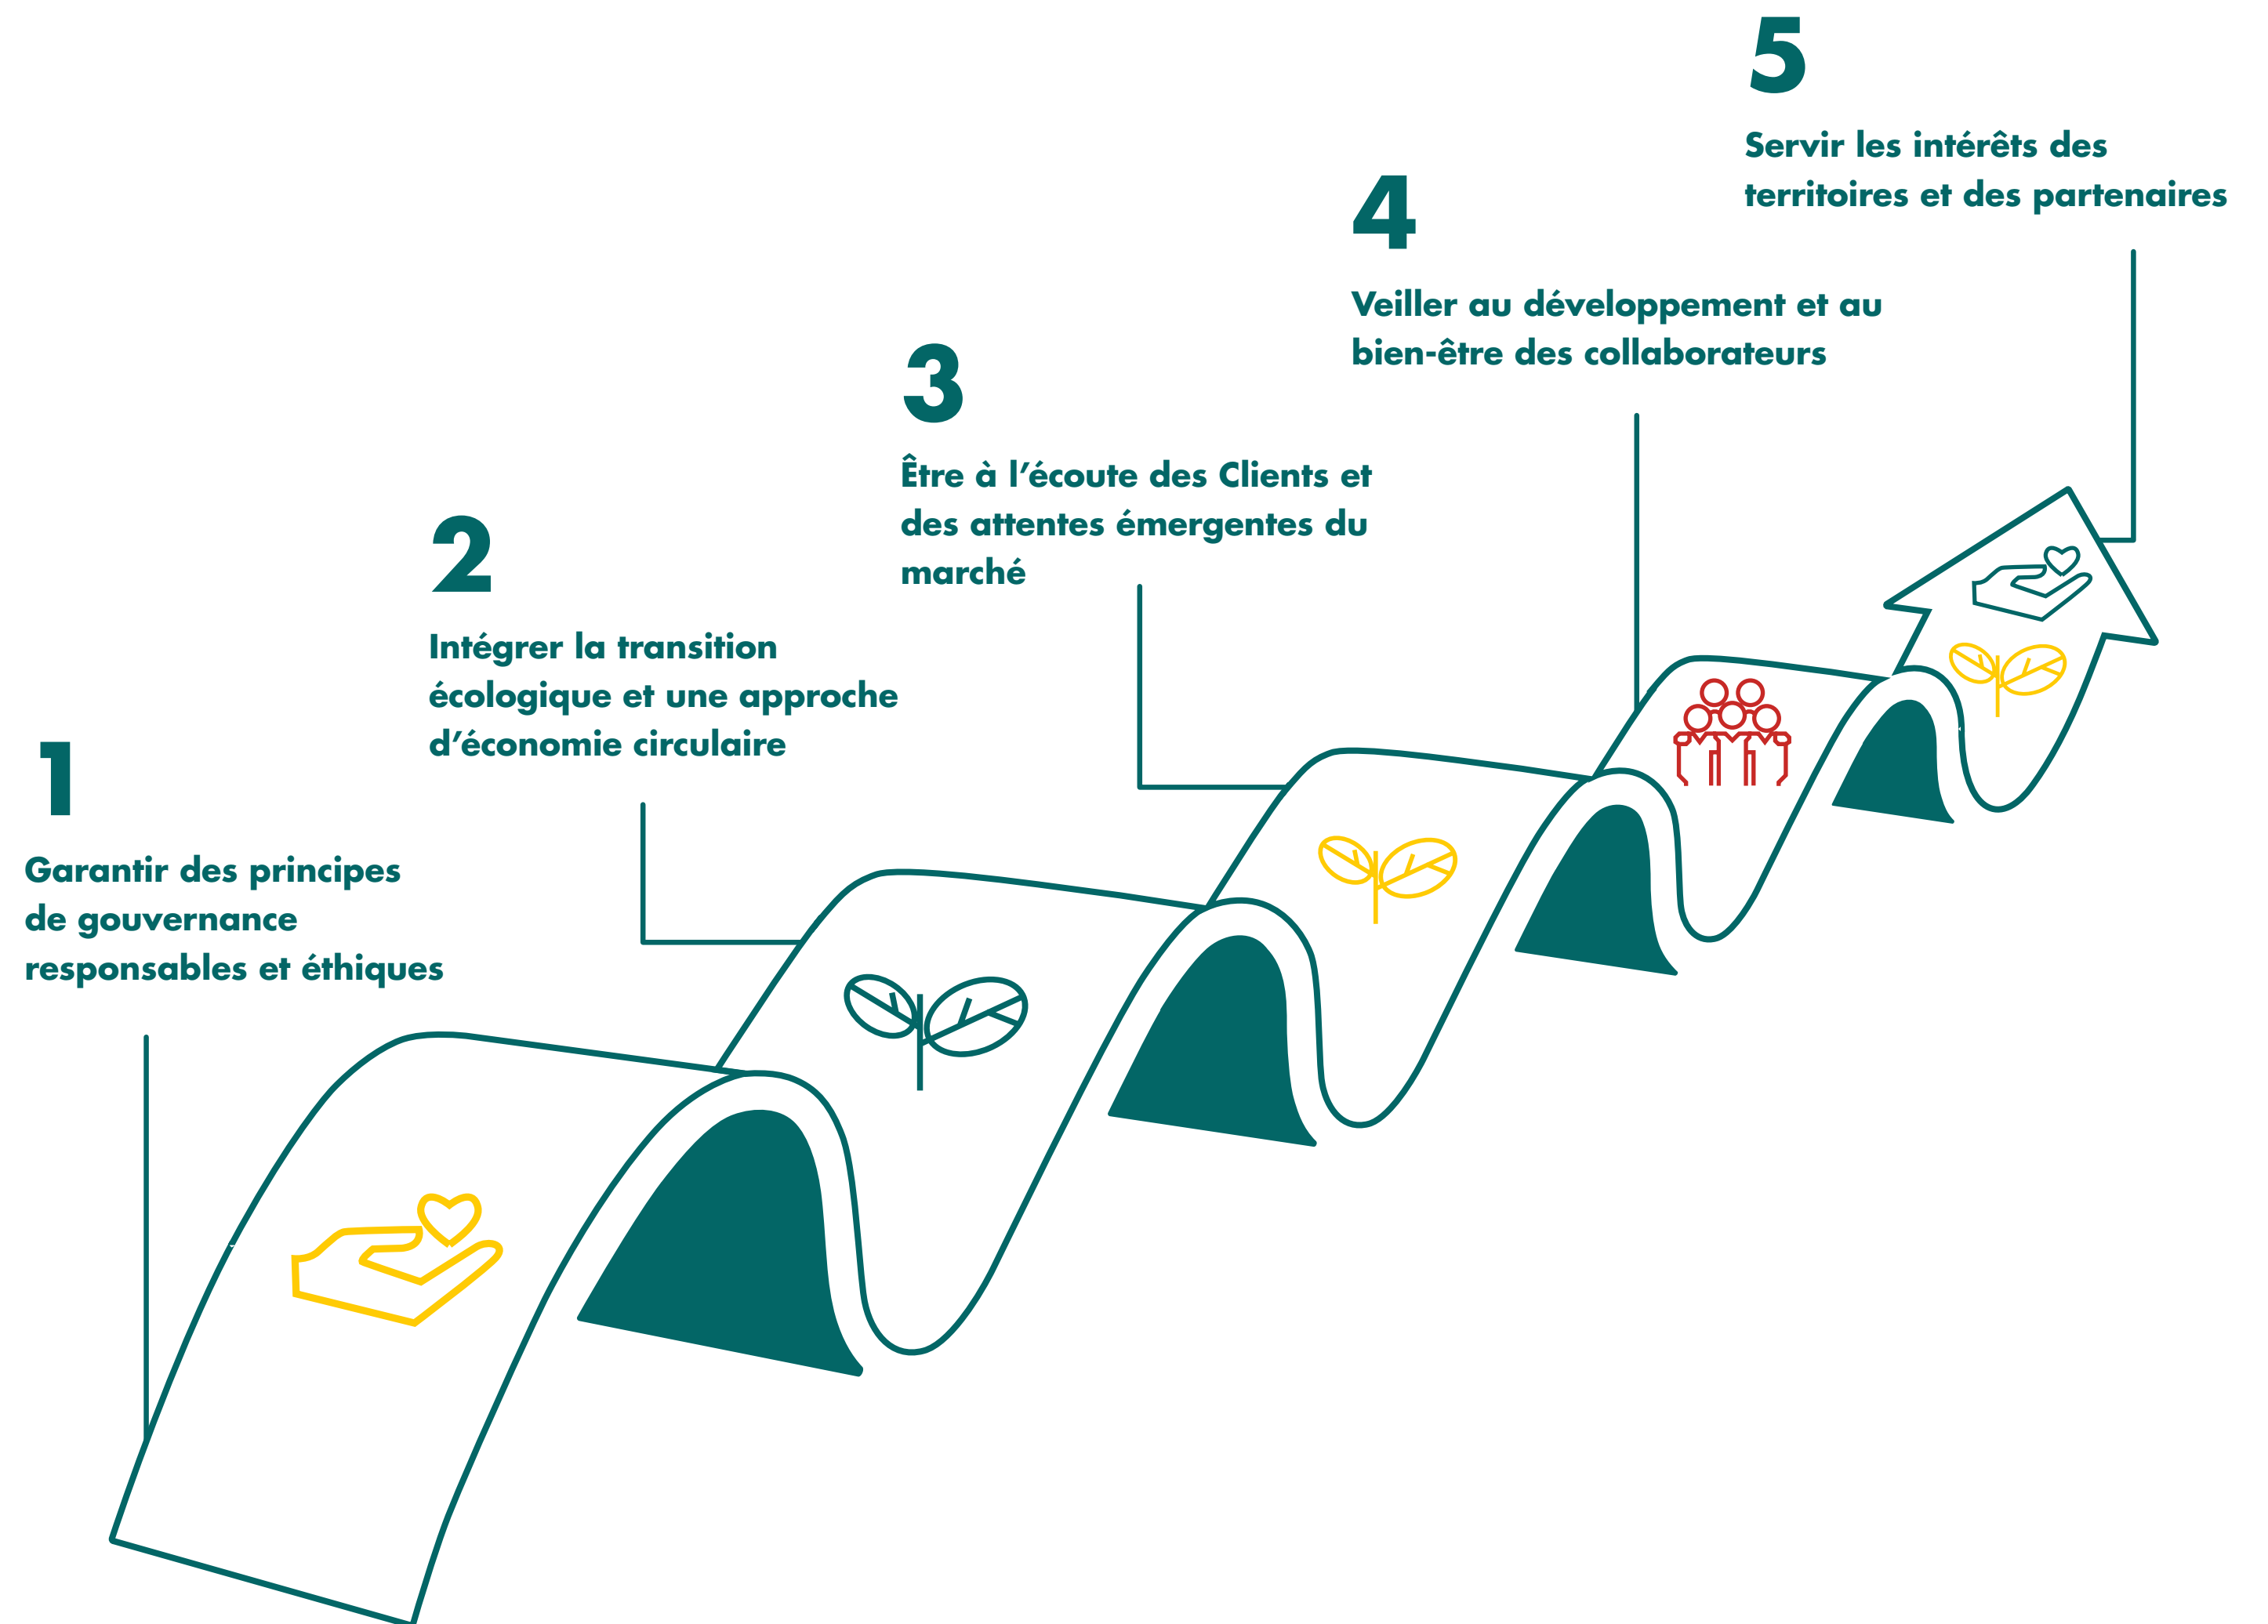 1
Garantir des principes
de gouvernance
responsables et éthiques
2
Intégrer la transition
écologique et une approche
d’économie circulaire
3
Être à l’écoute des Clients et
des attentes émergentes du
marché
4
Veiller au développement et au
bien-être des collaborateurs
5
Servir les intérêts des
territoires et des partenaires